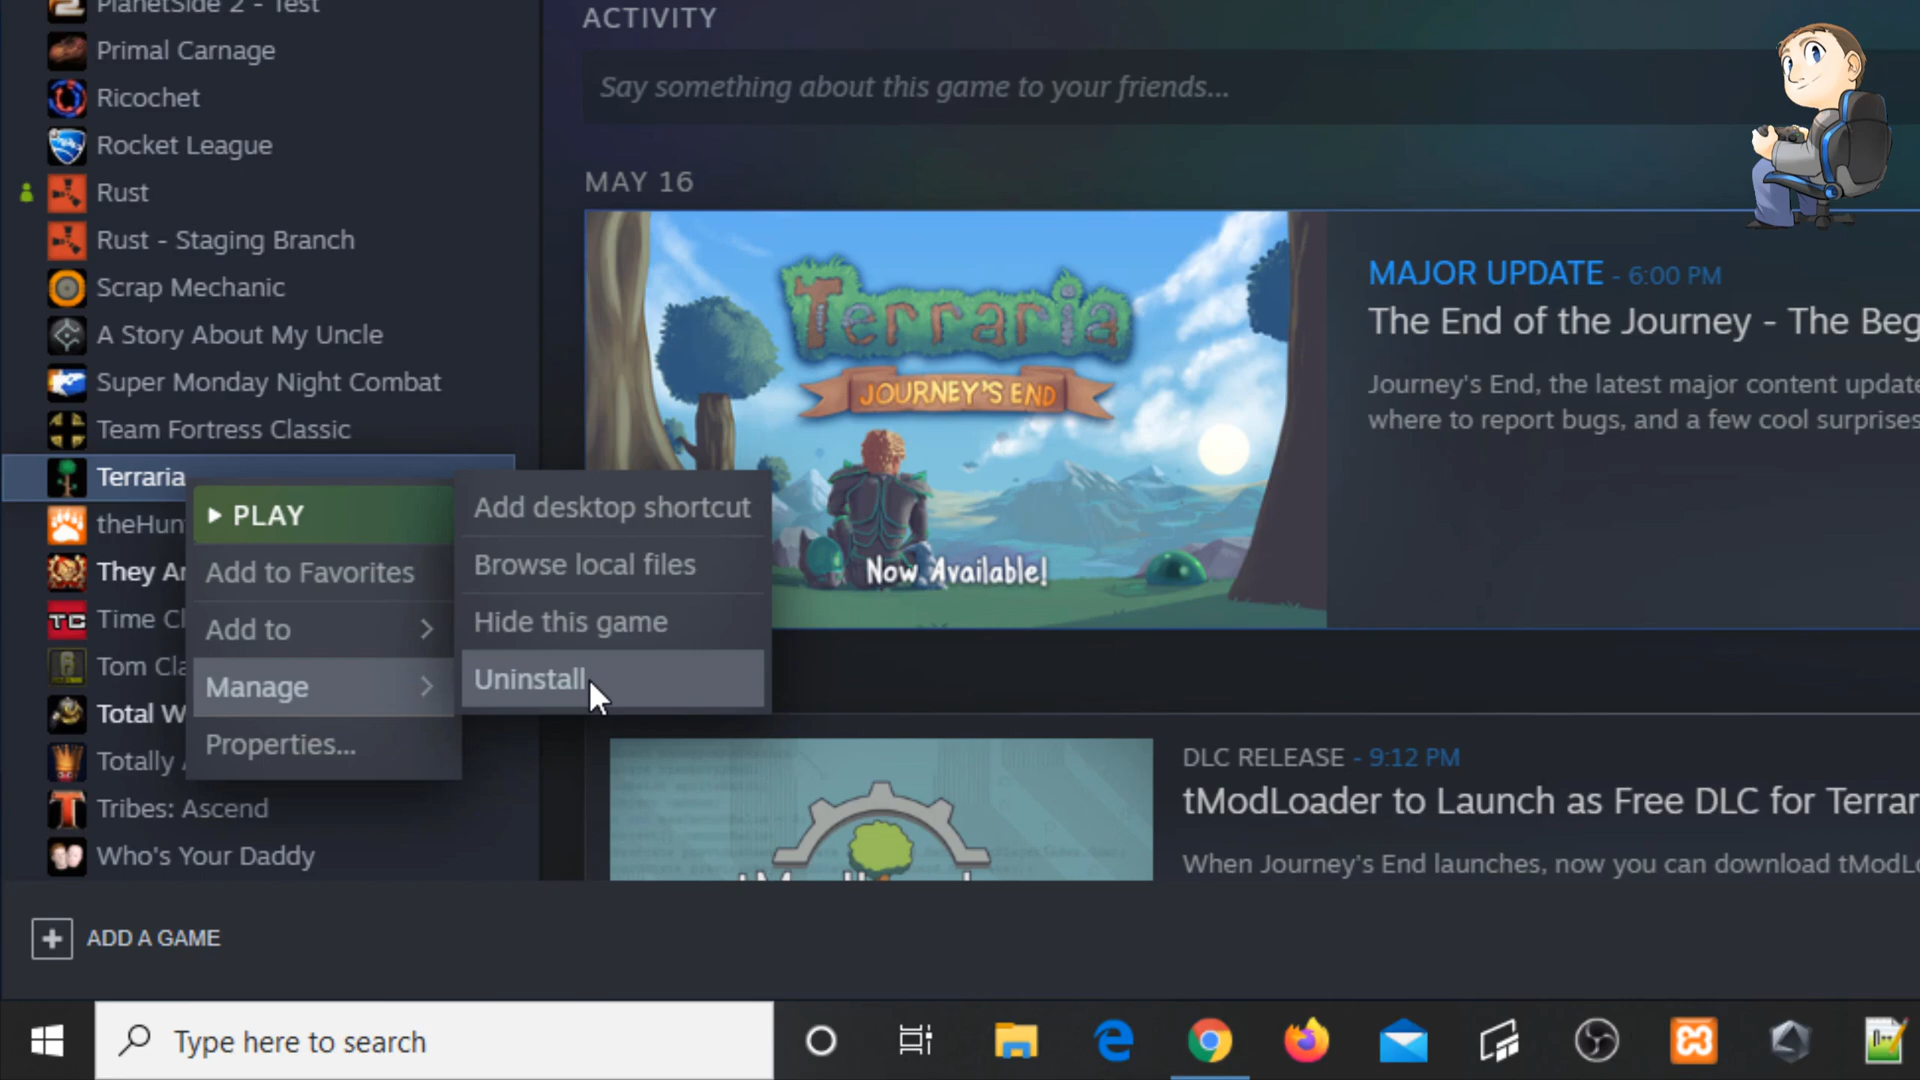 PlanetSide 2 - Test
Primal Carnage
Ricochet
Rocket League
Rust
Rust - Staging Branch
Scrap Mechanic
A Story About My Uncle
Super Monday Night Combat
Team Fortress Classic
Terraria
theHun
They Ar
Time Cl
Tom Cla
Total W
Totally
Tribes: Ascend
Who's Your Daddy
ADD A GAME
PLAY
Add to Favorites
Add to
Manage
Properties...
Add desktop shortcut
Browse local files
Hide this game
Uninstall
ACTIVITY
Say something about this game to your friends...
MAY 16
Terraria
JOURNEY'S END
Now Available!
MAJOR UPDATE - 6:00 PM
The End of the Journey - The Beg
Journey's End, the latest major content update
where to report bugs, and a few cool surprises
DLC RELEASE - 9:12 PM
tModLoader to Launch as Free DLC for Terrar
When Journey's End launches, now you can download tModLo
Type here to search